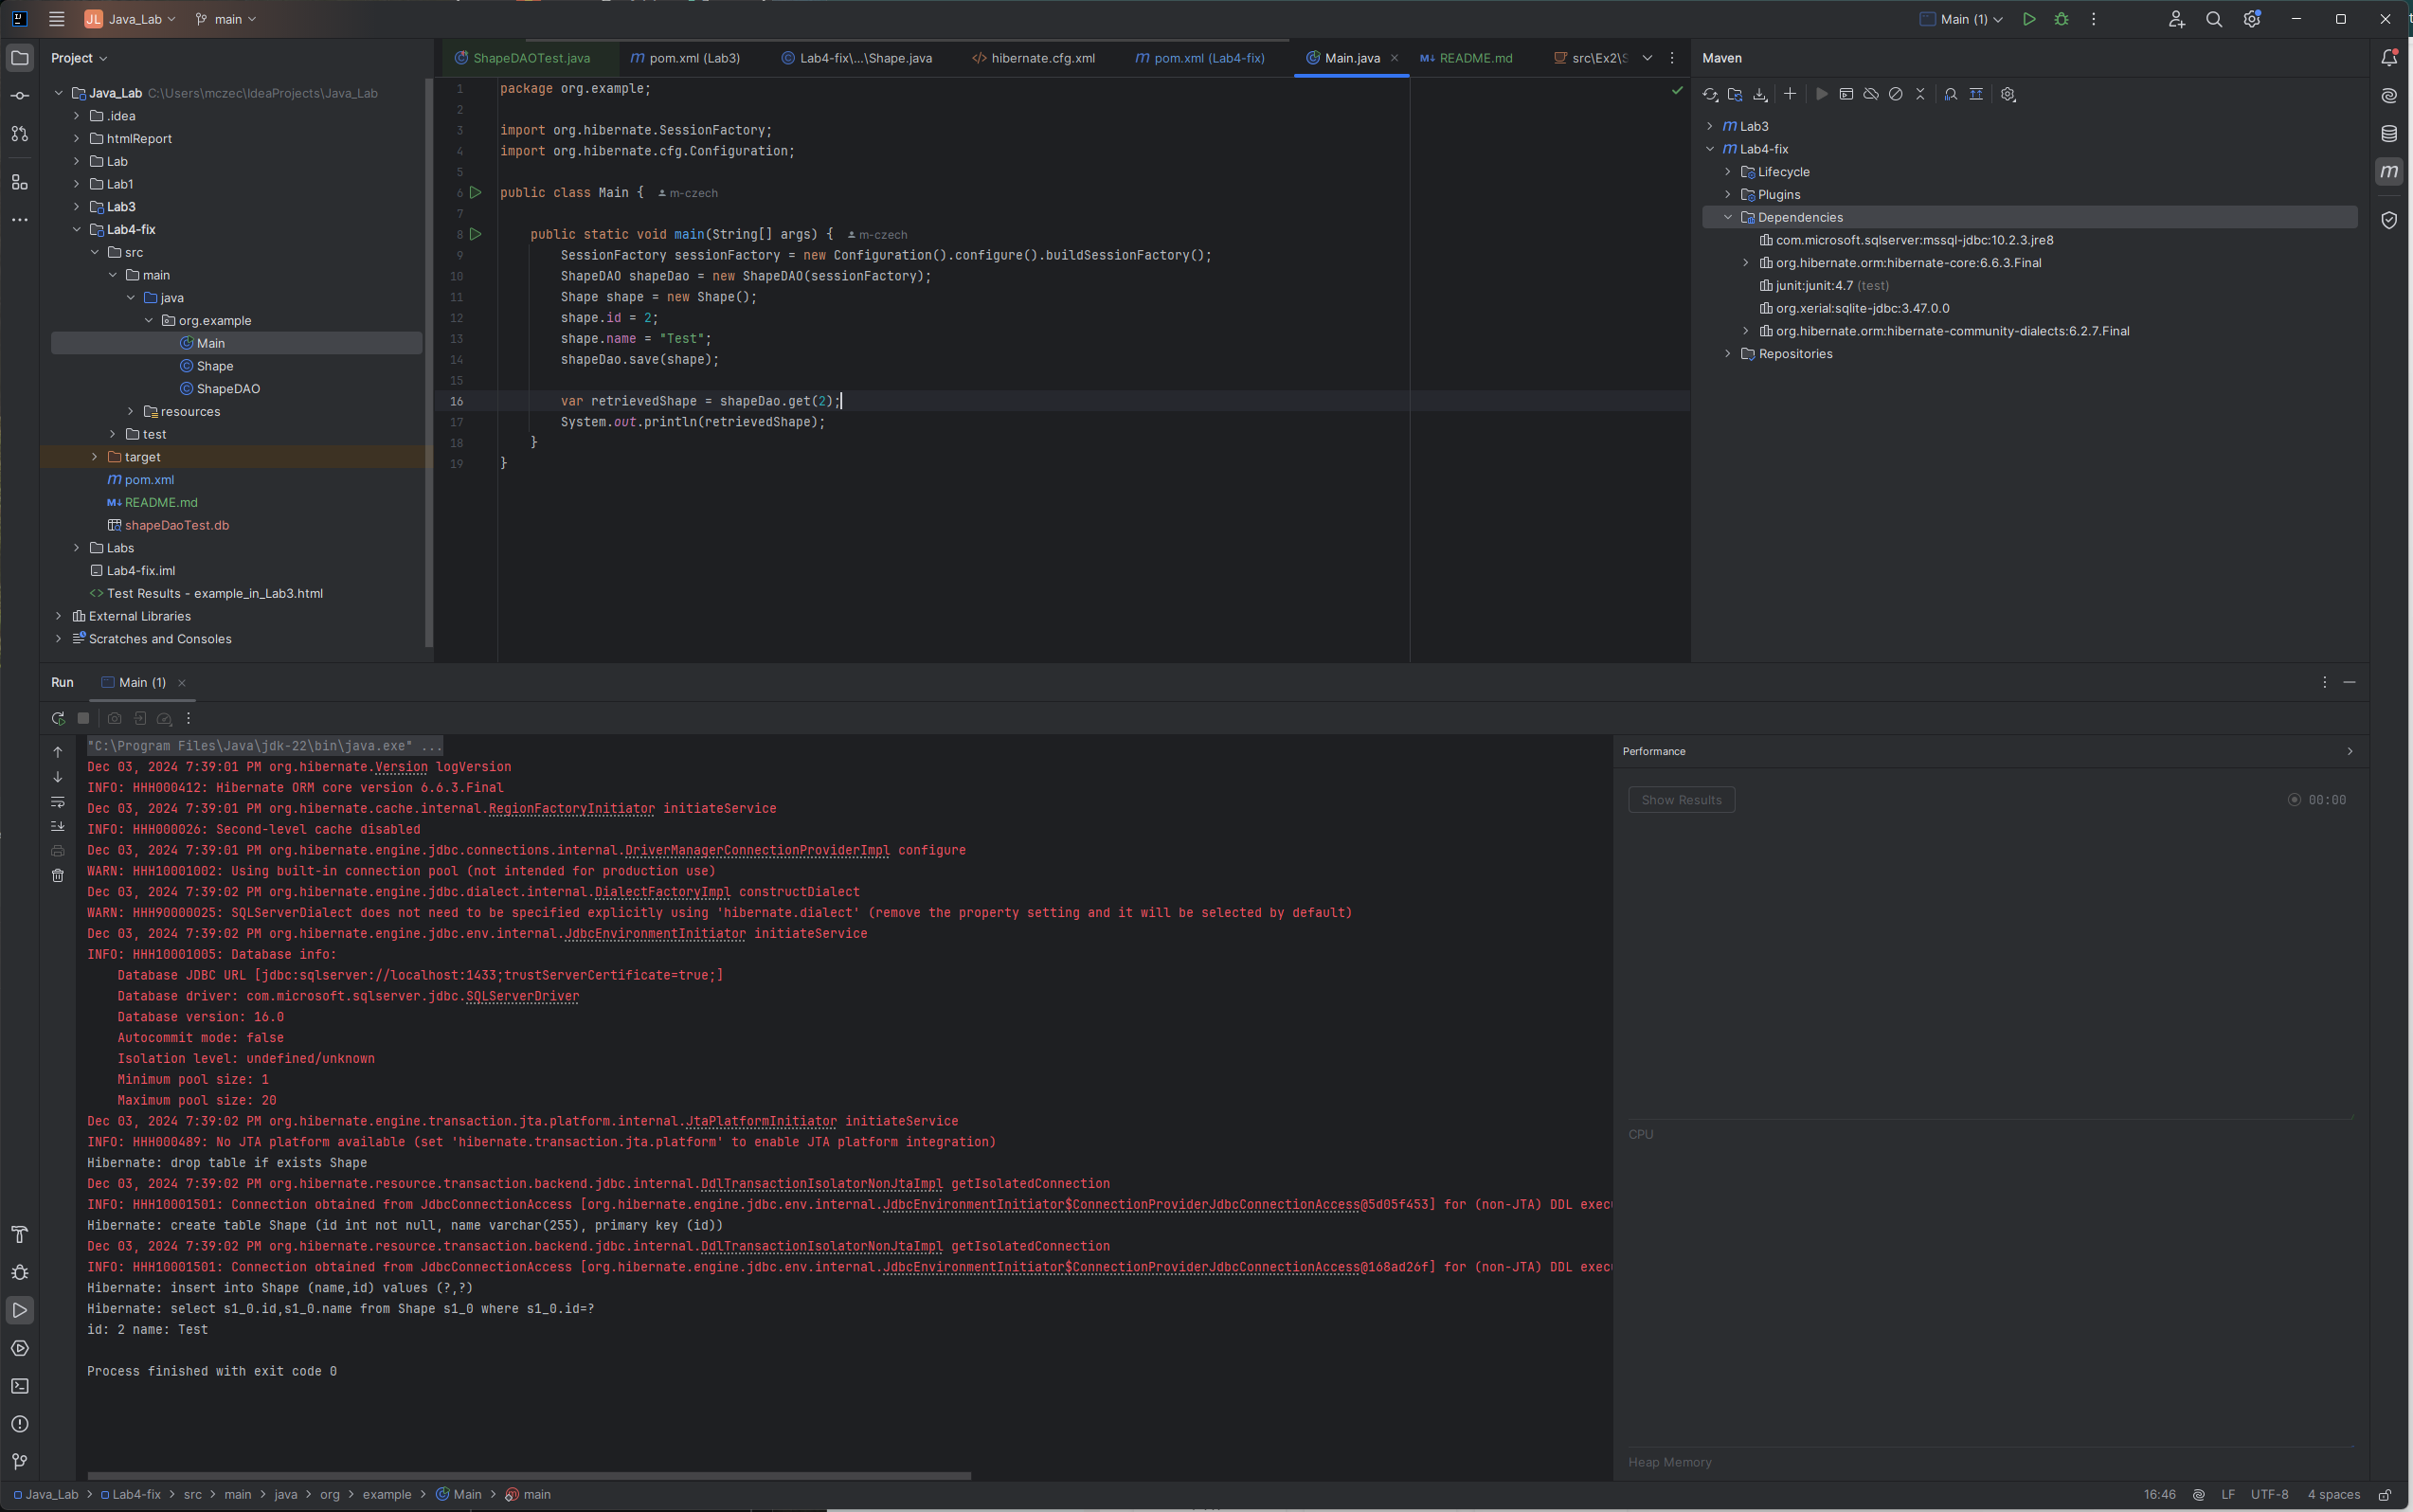 JL Java_Lab main Main (1)
Project
ShapeDAOTest.java pom.xml (Lab3) Lab4-fix\...\Shape.java hibernate.cfg.xml pom.xml (Lab4-fix) Main.java README.md src\Ex2\S
Maven
Java_Lab C:\Users\mczec\IdeaProjects\Java_Lab
.idea
htmlReport
Lab
Lab1
Lab3
Lab4-fix
src
main
java
org.example
Main
Shape
ShapeDAO
resources
test
target
pom.xml
README.md
shapeDaoTest.db
Labs
Lab4-fix.iml
Test Results - example_in_Lab3.html
External Libraries
Scratches and Consoles
1 package org.example;
2
3 import org.hibernate.SessionFactory;
4 import org.hibernate.cfg.Configuration;
5
6 public class Main { m-czech
7
8 public static void main(String[] args) { m-czech
9 SessionFactory sessionFactory = new Configuration().configure().buildSessionFactory();
10 ShapeDAO shapeDao = new ShapeDAO(sessionFactory);
11 Shape shape = new Shape();
12 shape.id = 2;
13 shape.name = "Test";
14 shapeDao.save(shape);
15
16 var retrievedShape = shapeDao.get(2);
17 System.out.println(retrievedShape);
18 }
19 }
Lab3
Lab4-fix
Lifecycle
Plugins
Dependencies
com.microsoft.sqlserver:mssql-jdbc:10.2.3.jre8
org.hibernate.orm:hibernate-core:6.6.3.Final
junit:junit:4.7 (test)
org.xerial:sqlite-jdbc:3.47.0.0
org.hibernate.orm:hibernate-community-dialects:6.2.7.Final
Repositories
Run Main (1)
"C:\Program Files\Java\jdk-22\bin\java.exe" ...
Dec 03, 2024 7:39:01 PM org.hibernate.Version logVersion
INFO: HHH000412: Hibernate ORM core version 6.6.3.Final
Dec 03, 2024 7:39:01 PM org.hibernate.cache.internal.RegionFactoryInitiator initiateService
INFO: HHH000026: Second-level cache disabled
Dec 03, 2024 7:39:01 PM org.hibernate.engine.jdbc.connections.internal.DriverManagerConnectionProviderImpl configure
WARN: HHH10001002: Using built-in connection pool (not intended for production use)
Dec 03, 2024 7:39:02 PM org.hibernate.engine.jdbc.dialect.internal.DialectFactoryImpl constructDialect
WARN: HHH90000025: SQLServerDialect does not need to be specified explicitly using 'hibernate.dialect' (remove the property setting and it will be selected by default)
Dec 03, 2024 7:39:02 PM org.hibernate.engine.jdbc.env.internal.JdbcEnvironmentInitiator initiateService
INFO: HHH10001005: Database info:
Database JDBC URL [jdbc:sqlserver://localhost:1433;trustServerCertificate=true;]
Database driver: com.microsoft.sqlserver.jdbc.SQLServerDriver
Database version: 16.0
Autocommit mode: false
Isolation level: undefined/unknown
Minimum pool size: 1
Maximum pool size: 20
Dec 03, 2024 7:39:02 PM org.hibernate.engine.transaction.jta.platform.internal.JtaPlatformInitiator initiateService
INFO: HHH000489: No JTA platform available (set 'hibernate.transaction.jta.platform' to enable JTA platform integration)
Hibernate: drop table if exists Shape
Dec 03, 2024 7:39:02 PM org.hibernate.resource.transaction.backend.jdbc.internal.DdlTransactionIsolatorNonJtaImpl getIsolatedConnection
INFO: HHH10001501: Connection obtained from JdbcConnectionAccess [org.hibernate.engine.jdbc.env.internal.JdbcEnvironmentInitiator$ConnectionProviderJdbcConnectionAccess@5d05f453] for (non-JTA) DDL execu
Hibernate: create table Shape (id int not null, name varchar(255), primary key (id))
Dec 03, 2024 7:39:02 PM org.hibernate.resource.transaction.backend.jdbc.internal.DdlTransactionIsolatorNonJtaImpl getIsolatedConnection
INFO: HHH10001501: Connection obtained from JdbcConnectionAccess [org.hibernate.engine.jdbc.env.internal.JdbcEnvironmentInitiator$ConnectionProviderJdbcConnectionAccess@168ad26f] for (non-JTA) DDL execu
Hibernate: insert into Shape (name,id) values (?,?)
Hibernate: select s1_0.id,s1_0.name from Shape s1_0 where s1_0.id=?
id: 2 name: Test
Process finished with exit code 0
Performance
Show Results 00:00
CPU
Heap Memory
Java_Lab > Lab4-fix > src > main > java > org > example > Main > main
16:46 LF UTF-8 4 spaces